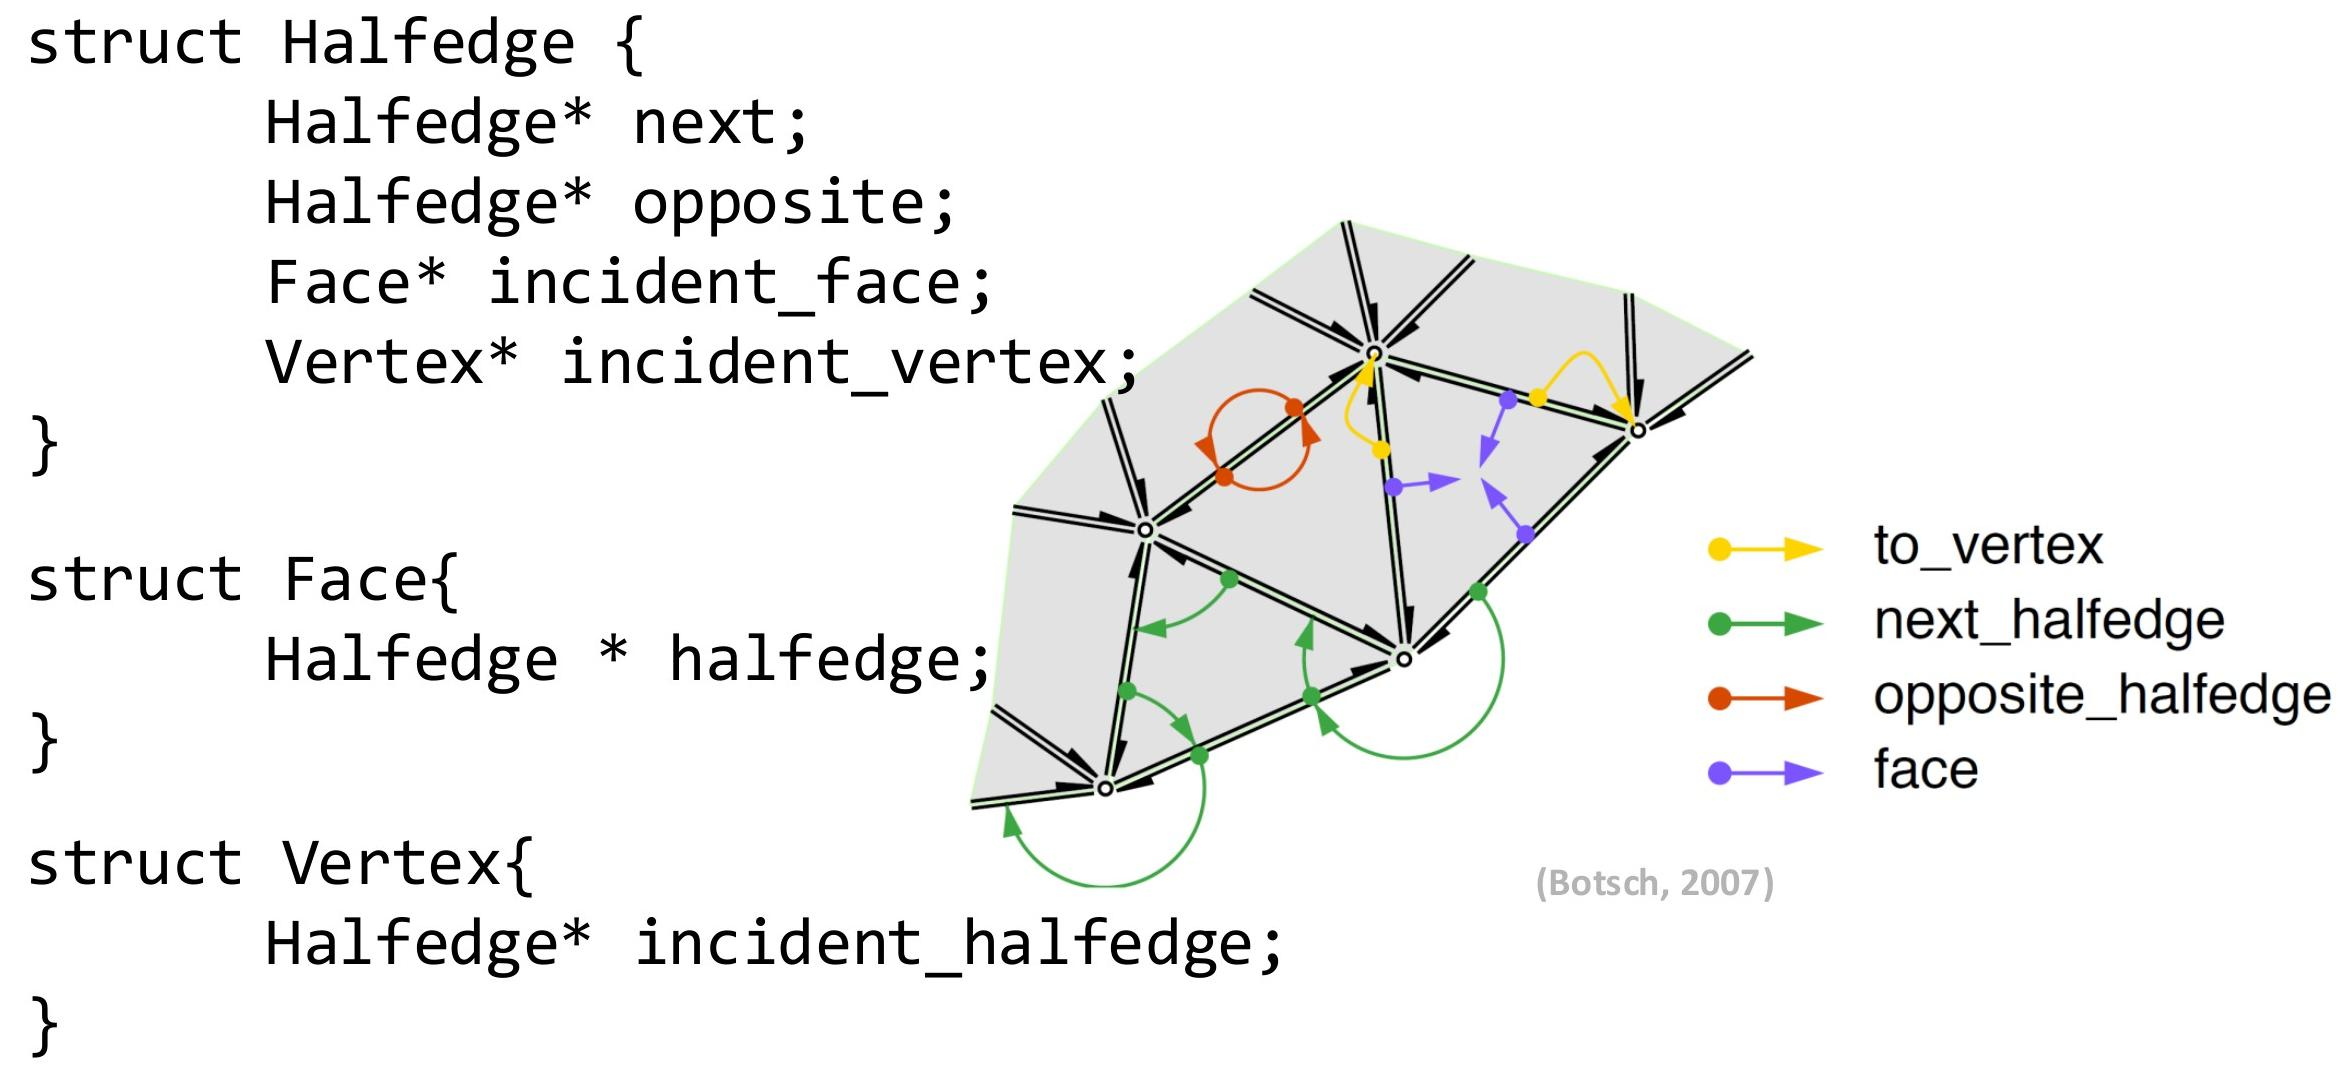 struct Halfedge {
Halfedge* next;
Halfedge* opposite;
Face* incident_face;
Vertex* incident_vertex;
}
struct Face{
Halfedge * halfedge;
}
struct Vertex{
Halfedge* incident_halfedge;
}
to_vertex
next_halfedge
opposite_halfedge
face
(Botsch, 2007)